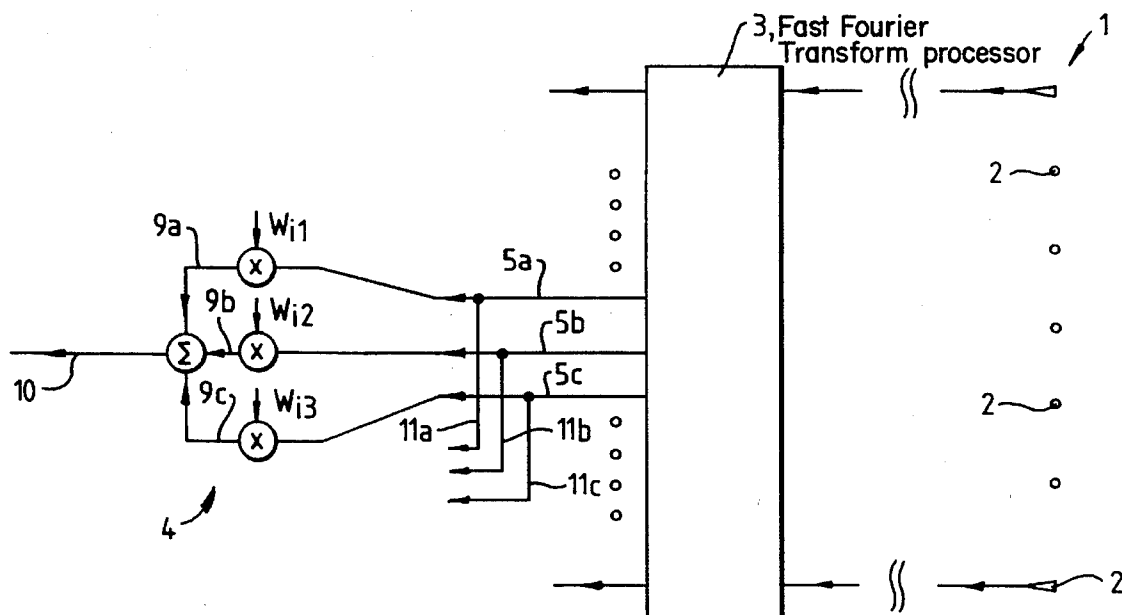 3, Fast Fourier
Transform processor
1
2
9a
Wi1
X
5a
9b
Wi2
5b
Σ
X
10
5c
2
9c
Wi3
11a
11b
X
11c
4
2